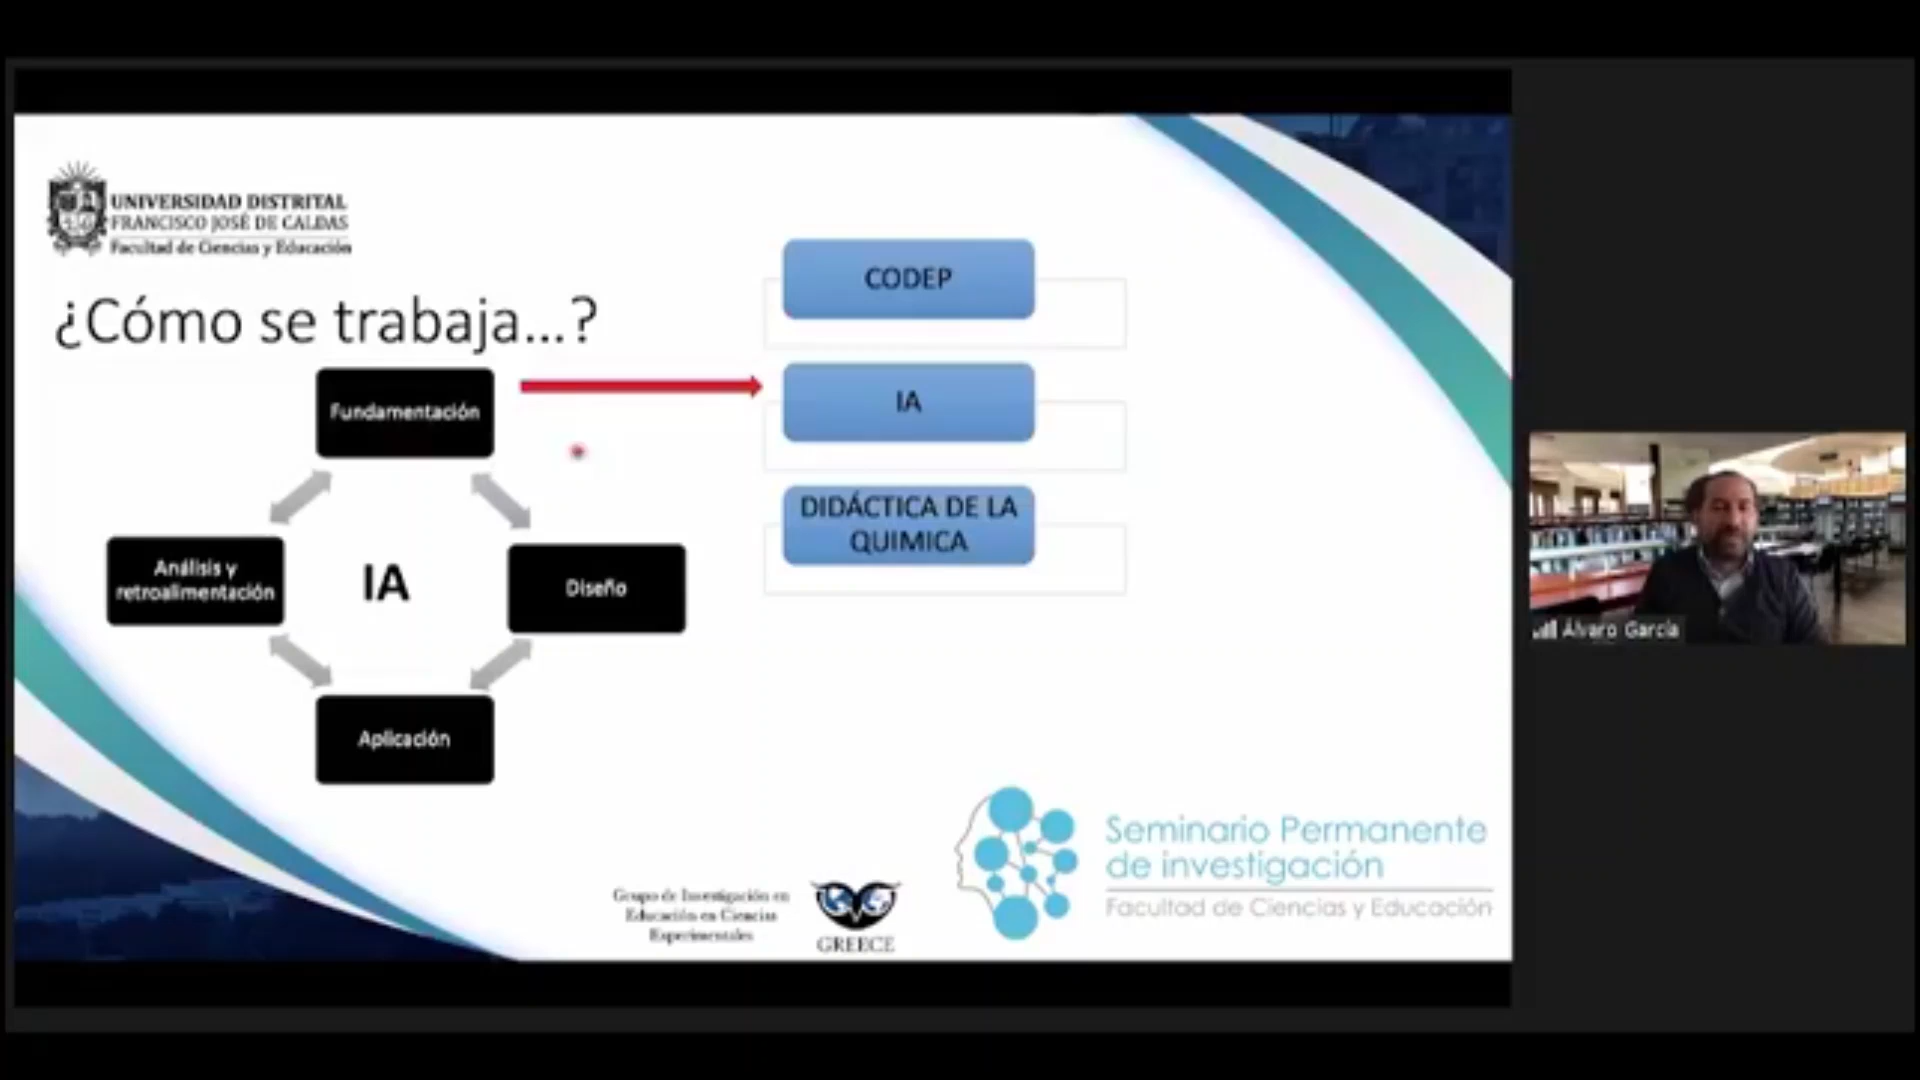 UNIVERSIDAD DISTRITAL
FRANCISCO JOSÉ DE CALDAS
Facultad de Ciencias y Educación
¿Cómo se trabaja...?
Fundamentación
Análisis y
retroalimentación
IA
Diseño
Aplicación
CODEP
IA
DIDÁCTICA DE LA
QUIMICA
Grupo de Investigación en
Educación en Ciencias
Experimentales
GREECE
Seminario Permanente
de investigación
Facultad de Ciencias y Educación
Álvaro García